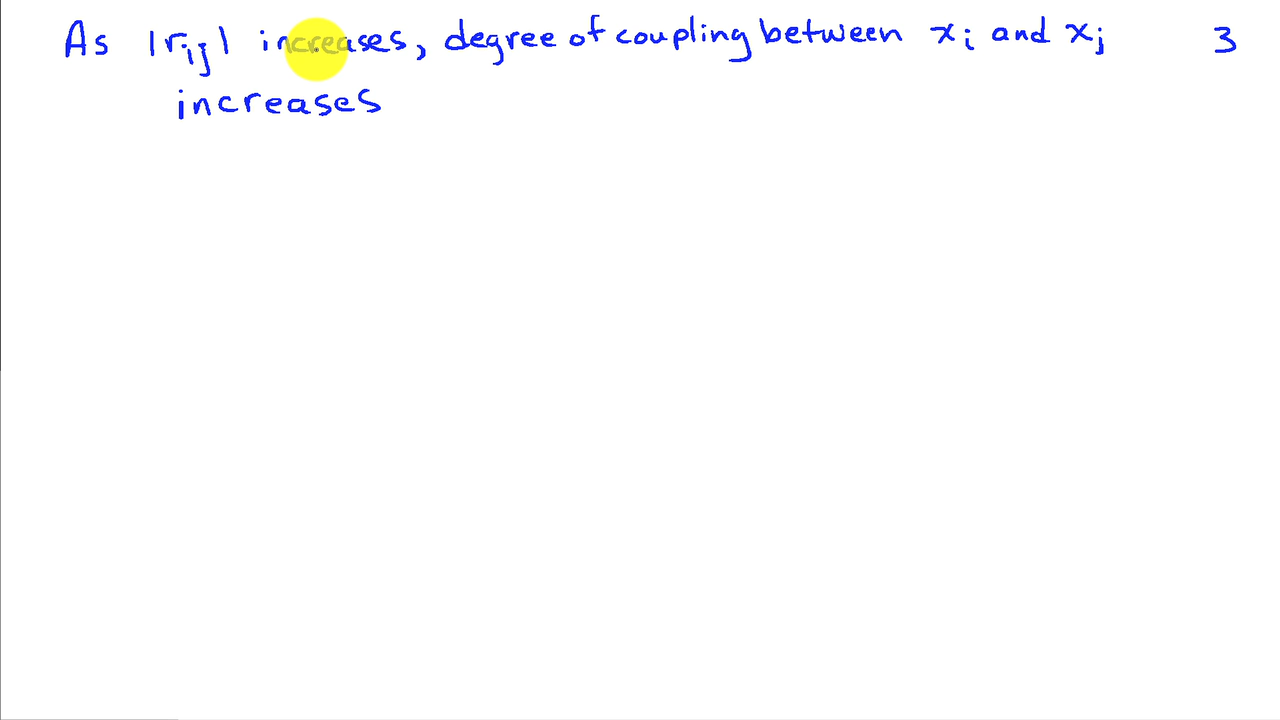 As |rᵢⱼ| increases, degree of coupling between xᵢ and xⱼ 3
increases